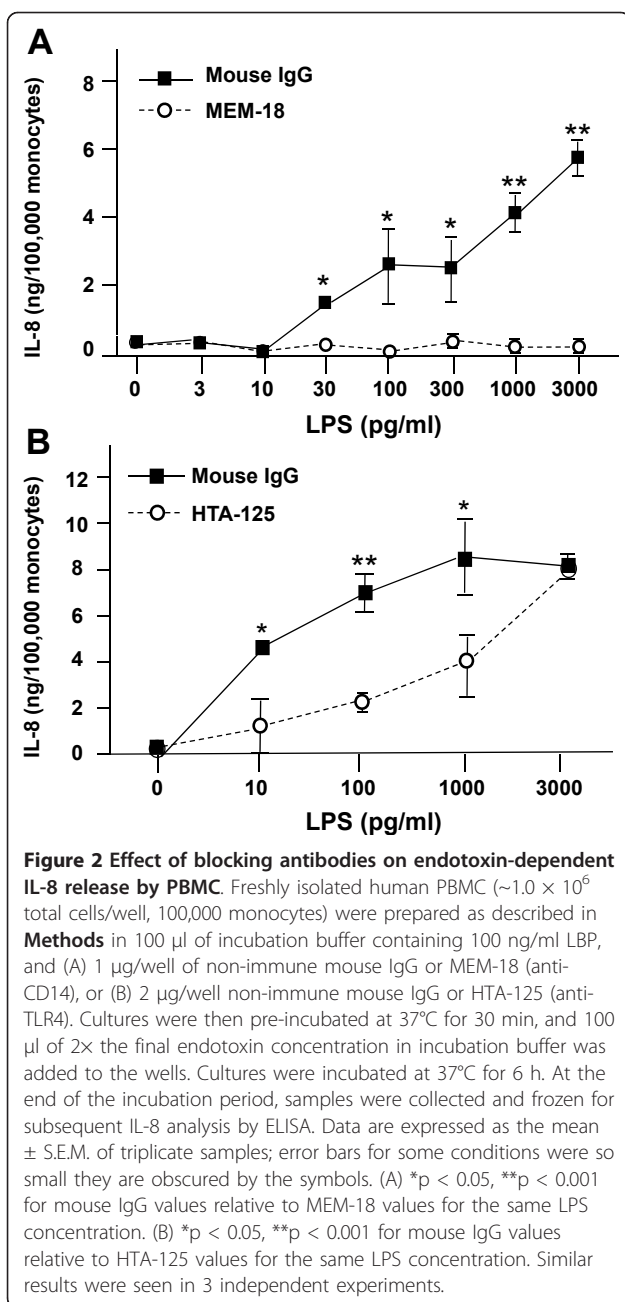 A
IL-8 (ng/100,000 monocytes)
8
6
4
2
0
Mouse IgG
MEM-18
*
*
*
**
**
0 3 10 30 100 300 1000 3000
LPS (pg/ml)
B
IL-8 (ng/100,000 monocytes)
12
10
8
6
4
2
0
Mouse IgG
HTA-125
*
**
*
0 10 100 1000 3000
LPS (pg/ml)
Figure 2 Effect of blocking antibodies on endotoxin-dependent
IL-8 release by PBMC. Freshly isolated human PBMC (~1.0 × 10⁶
total cells/well, 100,000 monocytes) were prepared as described in
Methods in 100 μl of incubation buffer containing 100 ng/ml LBP,
and (A) 1 μg/well of non-immune mouse IgG or MEM-18 (anti-
CD14), or (B) 2 μg/well non-immune mouse IgG or HTA-125 (anti-
TLR4). Cultures were then pre-incubated at 37°C for 30 min, and 100
μl of 2× the final endotoxin concentration in incubation buffer was
added to the wells. Cultures were incubated at 37°C for 6 h. At the
end of the incubation period, samples were collected and frozen for
subsequent IL-8 analysis by ELISA. Data are expressed as the mean
± S.E.M. of triplicate samples; error bars for some conditions were so
small they are obscured by the symbols. (A) *p < 0.05, **p < 0.001
for mouse IgG values relative to MEM-18 values for the same LPS
concentration. (B) *p < 0.05, **p < 0.001 for mouse IgG values
relative to HTA-125 values for the same LPS concentration. Similar
results were seen in 3 independent experiments.